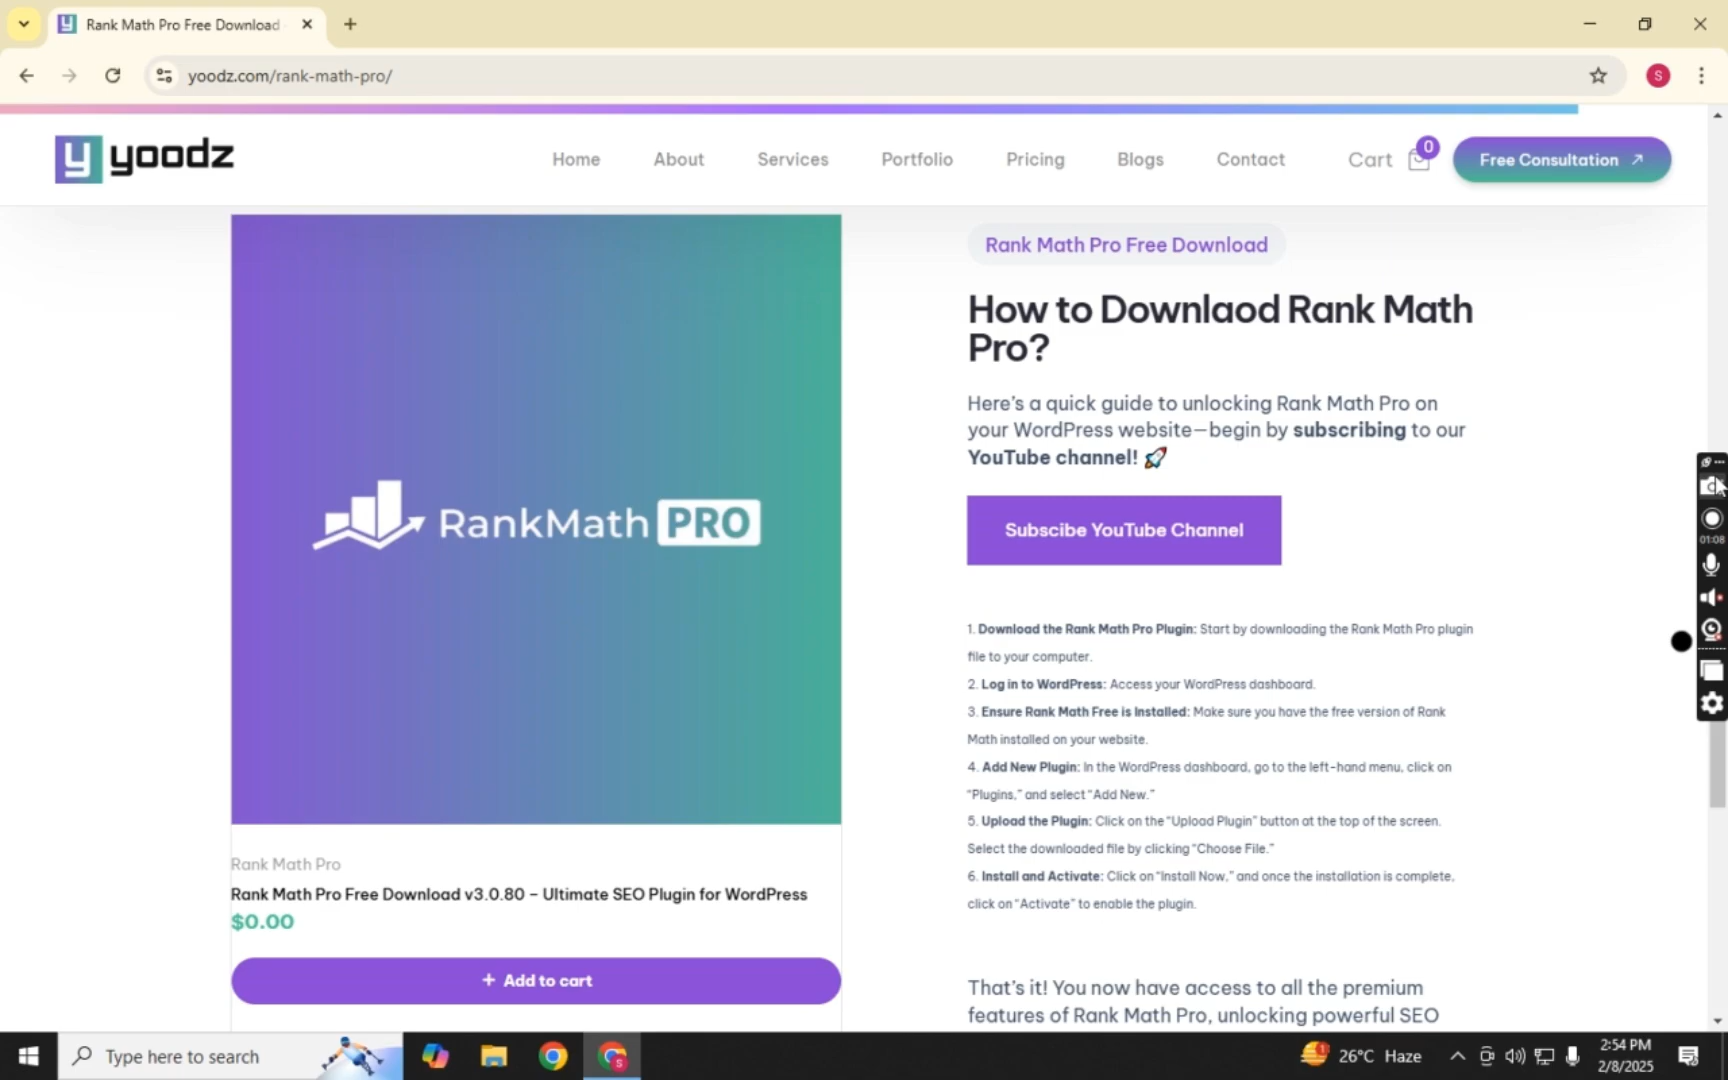 Rank Math Pro Free Download
yoodz.com/rank-math-pro/
S
y yoodz
Home
About
Services
Portfolio
Pricing
Blogs
Contact
Cart
0
Free Consultation
Rank Math Pro Free Download
How to Downlaod Rank Math
Pro?
Here's a quick guide to unlocking Rank Math Pro on
your WordPress website—begin by subscribing to our
YouTube channel! 🚀
Subscibe YouTube Channel
RankMath PRO
1. Download the Rank Math Pro Plugin: Start by downloading the Rank Math Pro plugin
file to your computer.
2. Log in to WordPress: Access your WordPress dashboard.
3. Ensure Rank Math Free is Installed: Make sure you have the free version of Rank
Math installed on your website.
4. Add New Plugin: In the WordPress dashboard, go to the left-hand menu, click on
“Plugins,” and select “Add New.”
5. Upload the Plugin: Click on the “Upload Plugin” button at the top of the screen.
Select the downloaded file by clicking “Choose File.”
6. Install and Activate: Click on “Install Now,” and once the installation is complete,
click on “Activate” to enable the plugin.
Rank Math Pro
Rank Math Pro Free Download v3.0.80 – Ultimate SEO Plugin for WordPress
$0.00
+ Add to cart
That's it! You now have access to all the premium
features of Rank Math Pro, unlocking powerful SEO
01:08
Type here to search
S
1
26°C Haze
2:54 PM
2/8/2025